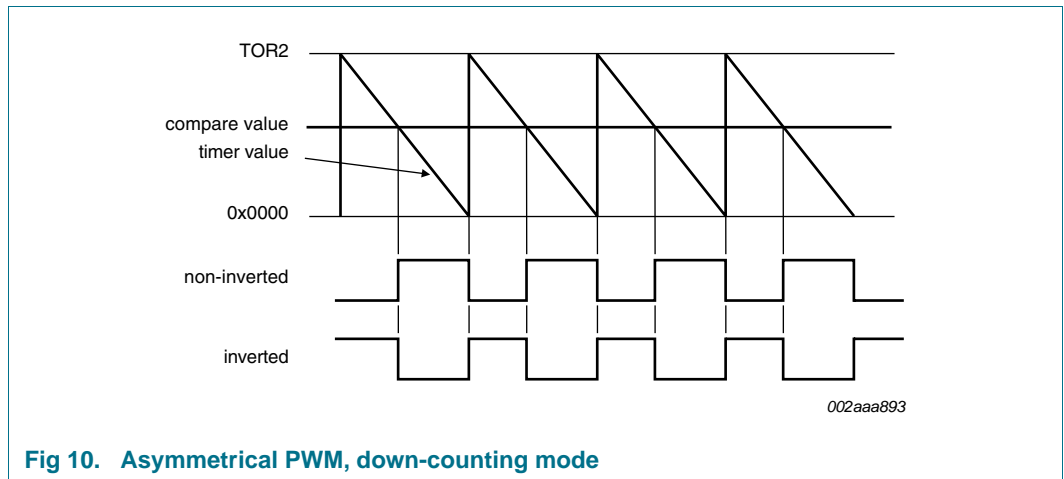 TOR2
compare value
timer value
0x0000
non-inverted
inverted
002aaa893
Fig 10. Asymmetrical PWM, down-counting mode